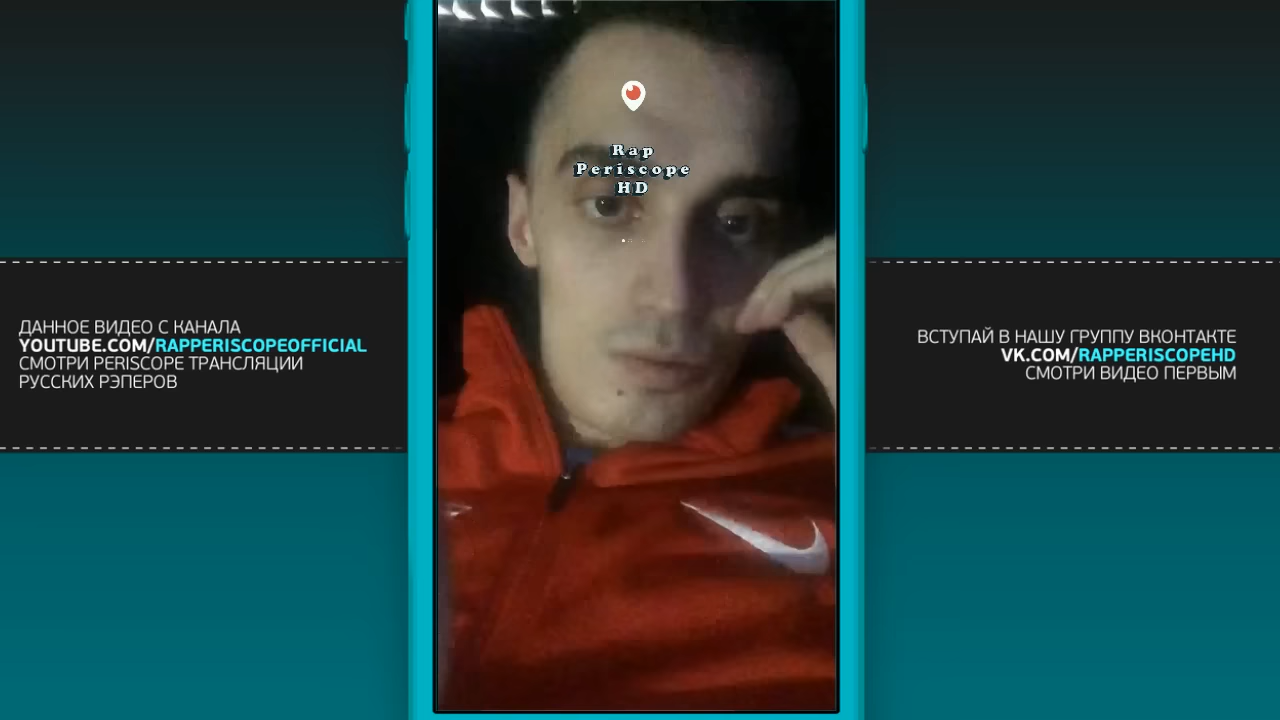 Rap
Periscope
HD
ДАННОЕ ВИДЕО С КАНАЛА
YOUTUBE.COM/RAPPERISCOPEOFFICIAL
СМОТРИ PERISCOPE ТРАНСЛЯЦИИ
РУССКИХ РЭПЕРОВ
ВСТУПАЙ В НАШУ ГРУППУ ВКОНТАКТЕ
VK.COM/RAPPERISCOPEHD
СМОТРИ ВИДЕО ПЕРВЫМ